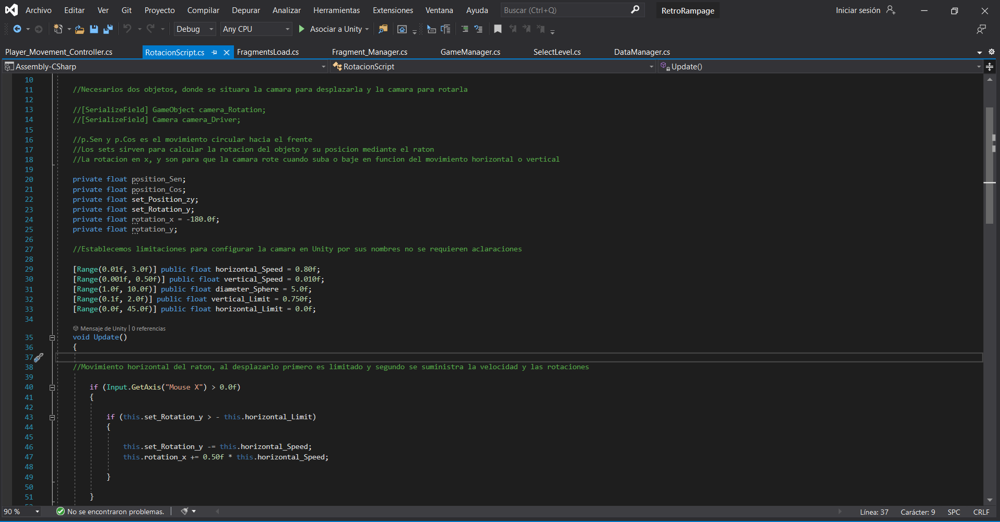 Archivo Editar Ver Git Proyecto Compilar Depurar Analizar Herramientas Extensiones Ventana Ayuda Buscar (Ctrl+Q) RetroRampage Iniciar sesión
Debug Any CPU Asociar a Unity
Player_Movement_Controller.cs RotacionScript.cs FragmentsLoad.cs Fragment_Manager.cs GameManager.cs SelectLevel.cs DataManager.cs
Assembly-CSharp RotacionScript Update()
10
11 //Necesarios dos objetos, donde se situara la camara para desplazarla y la camara para rotarla
12
13 //[SerializeField] GameObject camera_Rotation;
14 //[SerializeField] Camera camera_Driver;
15
16 //p.Sen y p.Cos es el movimiento circular hacia el frente
17 //Los sets sirven para calcular la rotacion del objeto y su posicion mediante el raton
18 //La rotacion en x, y son para que la camara rote cuando suba o baje en funcion del movimiento horizontal o vertical
19
20 private float position_Sen;
21 private float position_Cos;
22 private float set_Position_zy;
23 private float set_Rotation_y;
24 private float rotation_x = -180.0f;
25 private float rotation_y;
26
27 //Establecemos limitaciones para configurar la camara en Unity por sus nombres no se requieren aclaraciones
28
29 [Range(0.01f, 3.0f)] public float horizontal_Speed = 0.80f;
30 [Range(0.001f, 0.50f)] public float vertical_Speed = 0.010f;
31 [Range(1.0f, 10.0f)] public float diameter_Sphere = 5.0f;
32 [Range(0.1f, 2.0f)] public float vertical_Limit = 0.750f;
33 [Range(0.0f, 45.0f)] public float horizontal_Limit = 0.0f;
34
Mensaje de Unity | 0 referencias
35 void Update()
36 {
37
38 //Movimiento horizontal del raton, al desplazarlo primero es limitado y segundo se suministra la velocidad y las rotaciones
39
40 if (Input.GetAxis("Mouse X") > 0.0f)
41 {
42
43 if (this.set_Rotation_y > - this.horizontal_Limit)
44 {
45
46 this.set_Rotation_y -= this.horizontal_Speed;
47 this.rotation_x += 0.50f * this.horizontal_Speed;
48
49 }
50
51 }
90 % No se encontraron problemas. Línea: 37 Carácter: 9 SPC CRLF